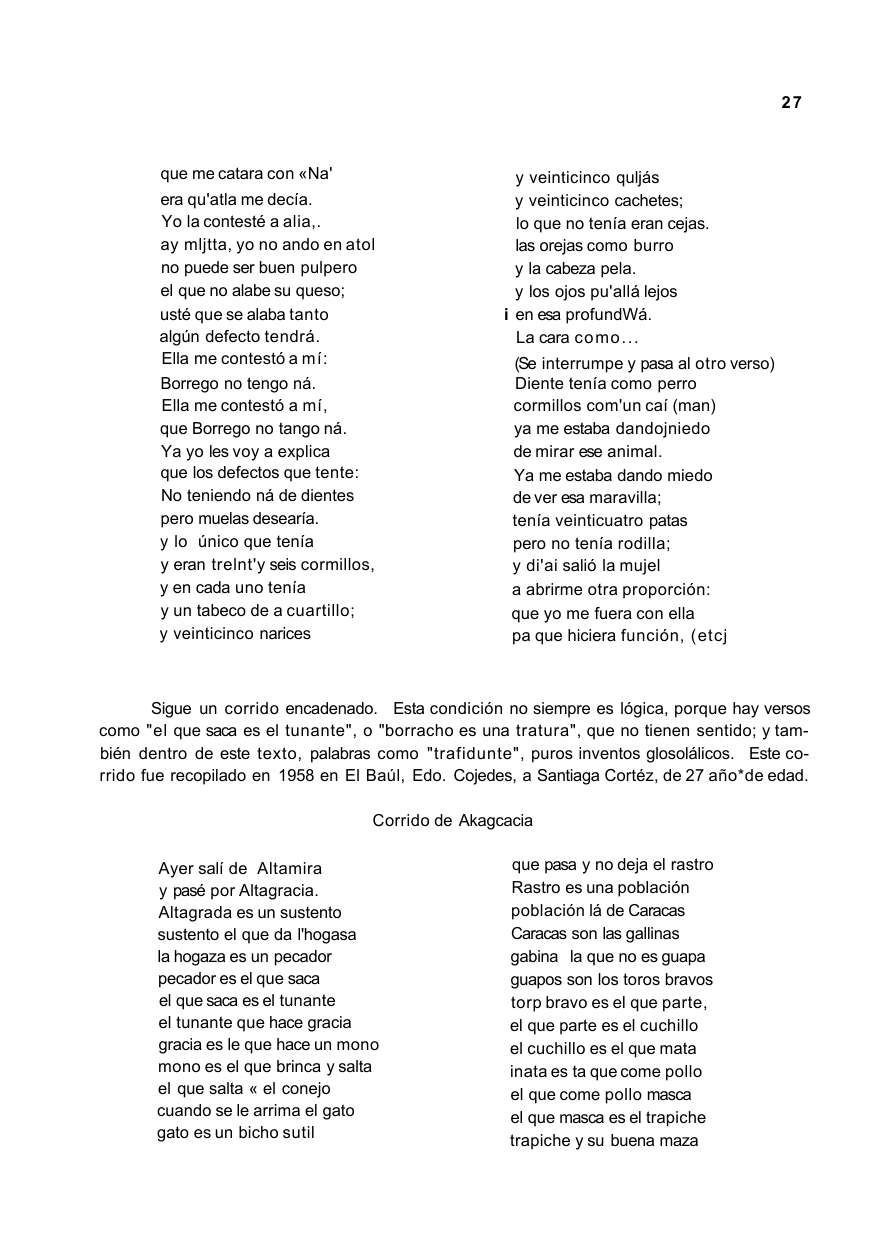 27
que me catara con «Na'
era qu'atla me decía.
Yo la contesté a alia,.
ay mljtta, yo no ando en atol
no puede ser buen pulpero
el que no alabe su queso;
usté que se alaba tanto
algún defecto tendrá.
Ella me contestó a mí:
Borrego no tengo ná.
Ella me contestó a mí,
que Borrego no tango ná.
Ya yo les voy a explica
que los defectos que tente:
No teniendo ná de dientes
pero muelas desearía.
y lo único que tenía
y eran trelnt'y seis cormillos,
y en cada uno tenía
y un tabeco de a cuartillo;
y veinticinco narices
y veinticinco quljás
y veinticinco cachetes;
lo que no tenía eran cejas.
las orejas como burro
y la cabeza pela.
y los ojos pu'allá lejos
i en esa profundWá.
La cara como...
(Se interrumpe y pasa al otro verso)
Diente tenía como perro
cormillos com'un caí (man)
ya me estaba dandojniedo
de mirar ese animal.
Ya me estaba dando miedo
de ver esa maravilla;
tenía veinticuatro patas
pero no tenía rodilla;
y di'ai salió la mujel
a abrirme otra proporción:
que yo me fuera con ella
pa que hiciera función, (etcj
Sigue un corrido encadenado. Esta condición no siempre es lógica, porque hay versos
como "el que saca es el tunante", o "borracho es una tratura", que no tienen sentido; y tam-
bién dentro de este texto, palabras como "trafidunte", puros inventos glosolálicos. Este co-
rrido fue recopilado en 1958 en El Baúl, Edo. Cojedes, a Santiaga Cortéz, de 27 año*de edad.
Corrido de Akagcacia
Ayer salí de Altamira
y pasé por Altagracia.
Altagrada es un sustento
sustento el que da l'hogasa
la hogaza es un pecador
pecador es el que saca
el que saca es el tunante
el tunante que hace gracia
gracia es le que hace un mono
mono es el que brinca y salta
el que salta « el conejo
cuando se le arrima el gato
gato es un bicho sutil
que pasa y no deja el rastro
Rastro es una población
población lá de Caracas
Caracas son las gallinas
gabina la que no es guapa
guapos son los toros bravos
torp bravo es el que parte,
el que parte es el cuchillo
el cuchillo es el que mata
inata es ta que come pollo
el que come pollo masca
el que masca es el trapiche
trapiche y su buena maza